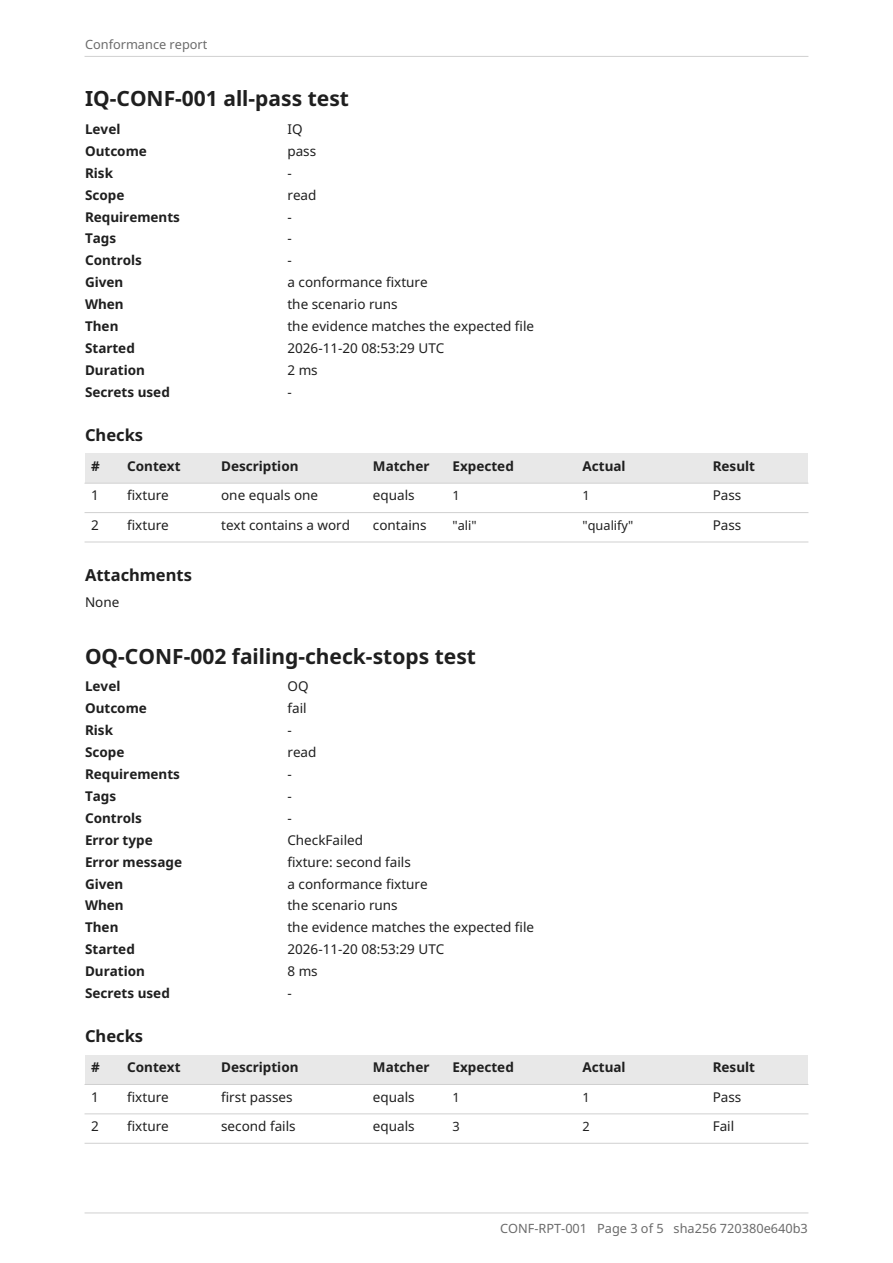 Conformance report
IQ-CONF-001 all-pass test
Level IQ
Outcome pass
Risk -
Scope read
Requirements -
Tags -
Controls -
Given a conformance fixture
When the scenario runs
Then the evidence matches the expected file
Started 2026-11-20 08:53:29 UTC
Duration 2 ms
Secrets used -
Checks
# Context Description Matcher Expected Actual Result
1 fixture one equals one equals 1 1 Pass
2 fixture text contains a word contains "ali" "qualify" Pass
Attachments
None
OQ-CONF-002 failing-check-stops test
Level OQ
Outcome fail
Risk -
Scope read
Requirements -
Tags -
Controls -
Error type CheckFailed
Error message fixture: second fails
Given a conformance fixture
When the scenario runs
Then the evidence matches the expected file
Started 2026-11-20 08:53:29 UTC
Duration 8 ms
Secrets used -
Checks
# Context Description Matcher Expected Actual Result
1 fixture first passes equals 1 1 Pass
2 fixture second fails equals 3 2 Fail
CONF-RPT-001 Page 3 of 5 sha256 720380e640b3